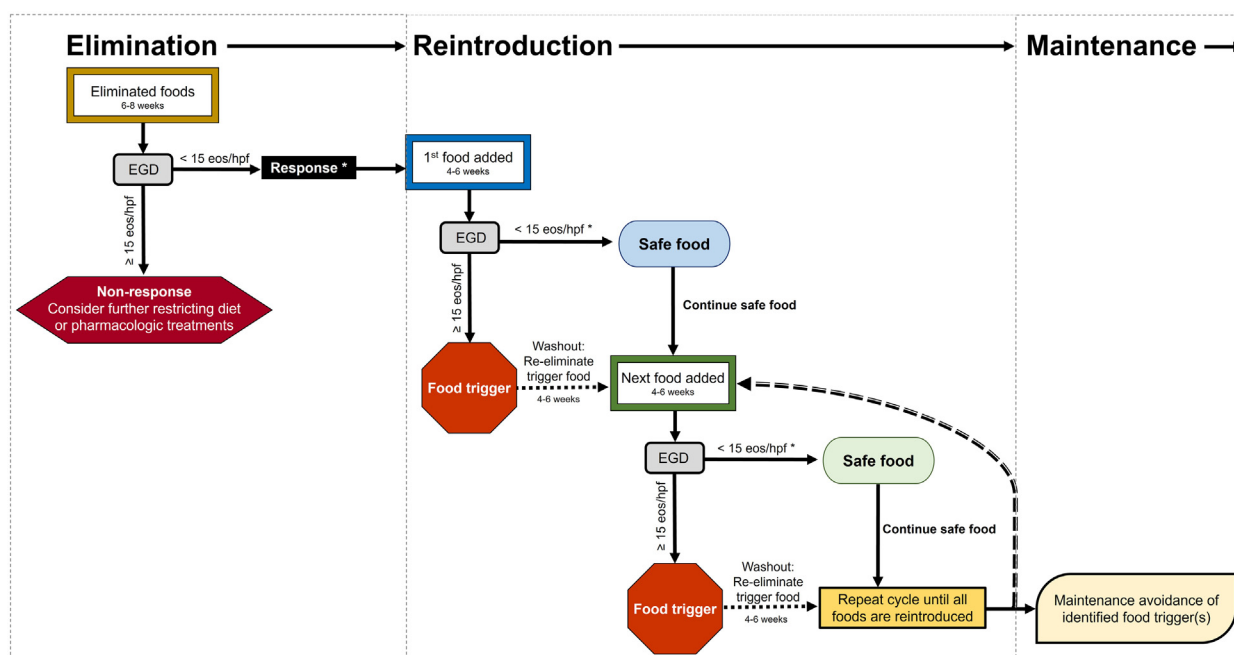 Elimination
Reintroduction
Maintenance
Eliminated foods
6-8 weeks
EGD
< 15 eos/hpf
Response *
≥ 15 eos/hpf
Non-response
Consider further restricting diet
or pharmacologic treatments
1st food added
4-6 weeks
EGD
< 15 eos/hpf *
Safe food
≥ 15 eos/hpf
Continue safe food
Food trigger
Washout:
Re-eliminate
trigger food
4-6 weeks
Next food added
4-6 weeks
EGD
< 15 eos/hpf *
Safe food
≥ 15 eos/hpf
Continue safe food
Food trigger
Washout:
Re-eliminate
trigger food
4-6 weeks
Repeat cycle until all
foods are reintroduced
Maintenance avoidance of
identified food trigger(s)